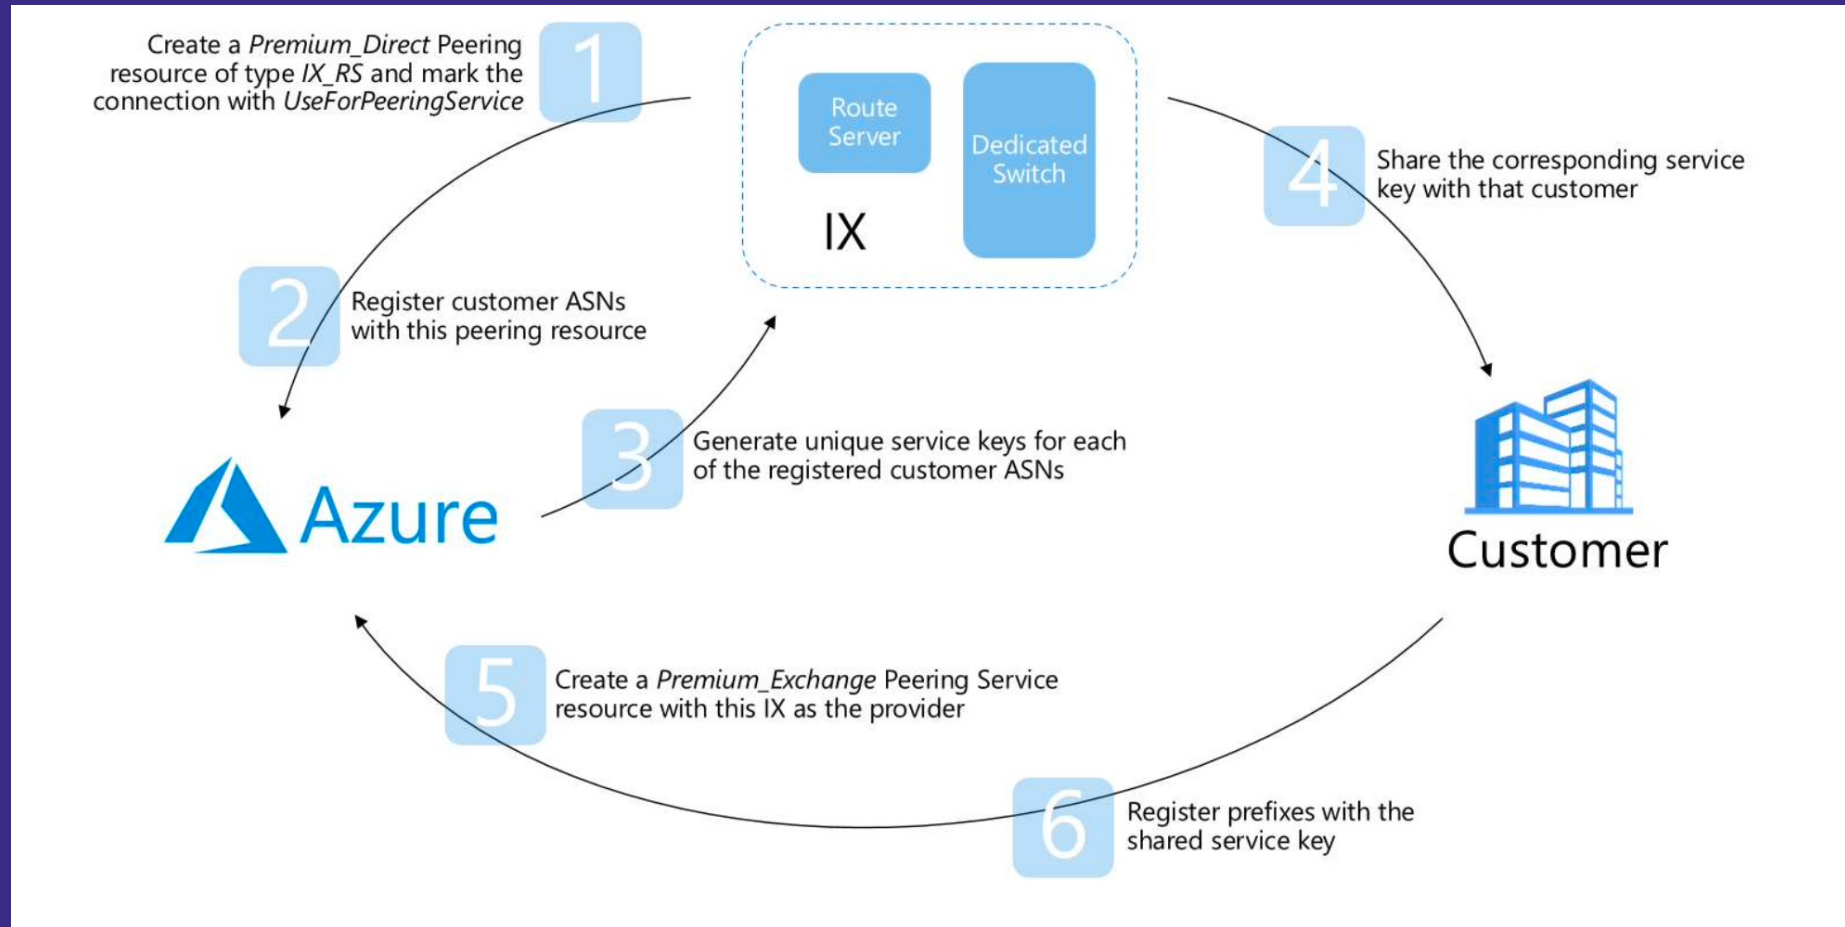 1
Create a Premium_Direct Peering
resource of type IX_RS and mark the
connection with UseForPeeringService
Route
Server
Dedicated
Switch
IX
4
Share the corresponding service
key with that customer
2
Register customer ASNs
with this peering resource
3
Generate unique service keys for each
of the registered customer ASNs
Azure
Customer
5
Create a Premium_Exchange Peering Service
resource with this IX as the provider
6
Register prefixes with the
shared service key